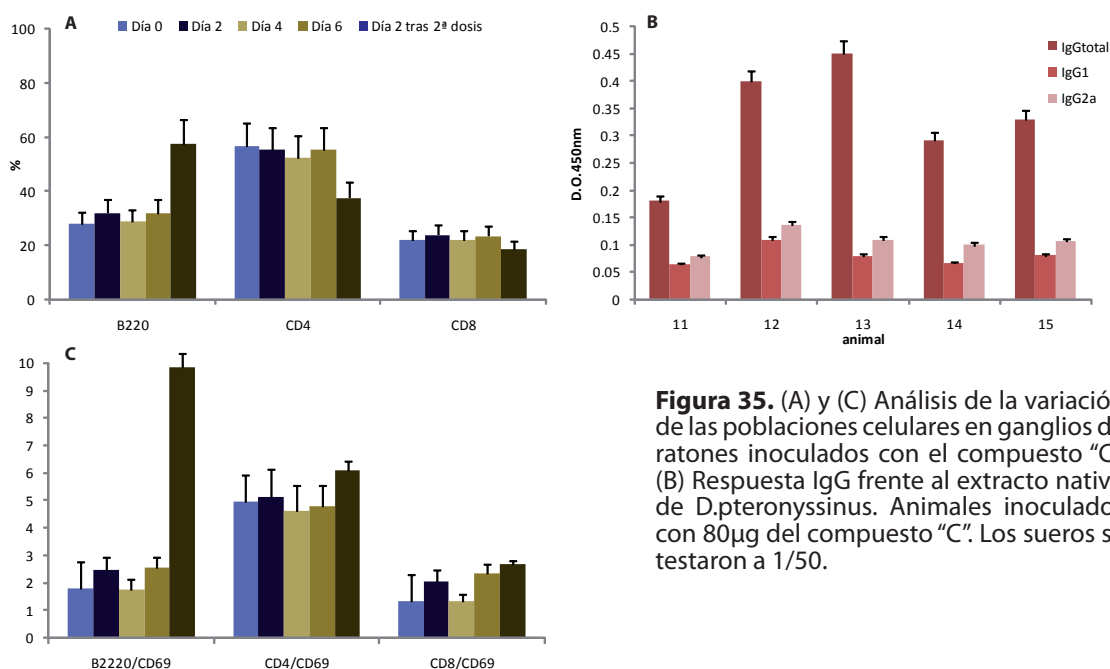 A
Día 0 Día 2 Día 4 Día 6 Día 2 tras 2ª dosis
100
80
60
%
40
20
0
B220 CD4 CD8
B
0.5
0.45
0.4
0.35
0.3
0.25
0.2
0.15
0.1
0.05
0
D.O.450nm
IgGtotal
IgG1
IgG2a
11 12 13 14 15
animal
C
10
9
8
7
6
5
4
3
2
1
0
B2220/CD69 CD4/CD69 CD8/CD69
Figura 35. (A) y (C) Análisis de la variació
de las poblaciones celulares en ganglios d
ratones inoculados con el compuesto “C
(B) Respuesta IgG frente al extracto nativ
de D.pteronyssinus. Animales inoculado
con 80µg del compuesto “C”. Los sueros s
testaron a 1/50.